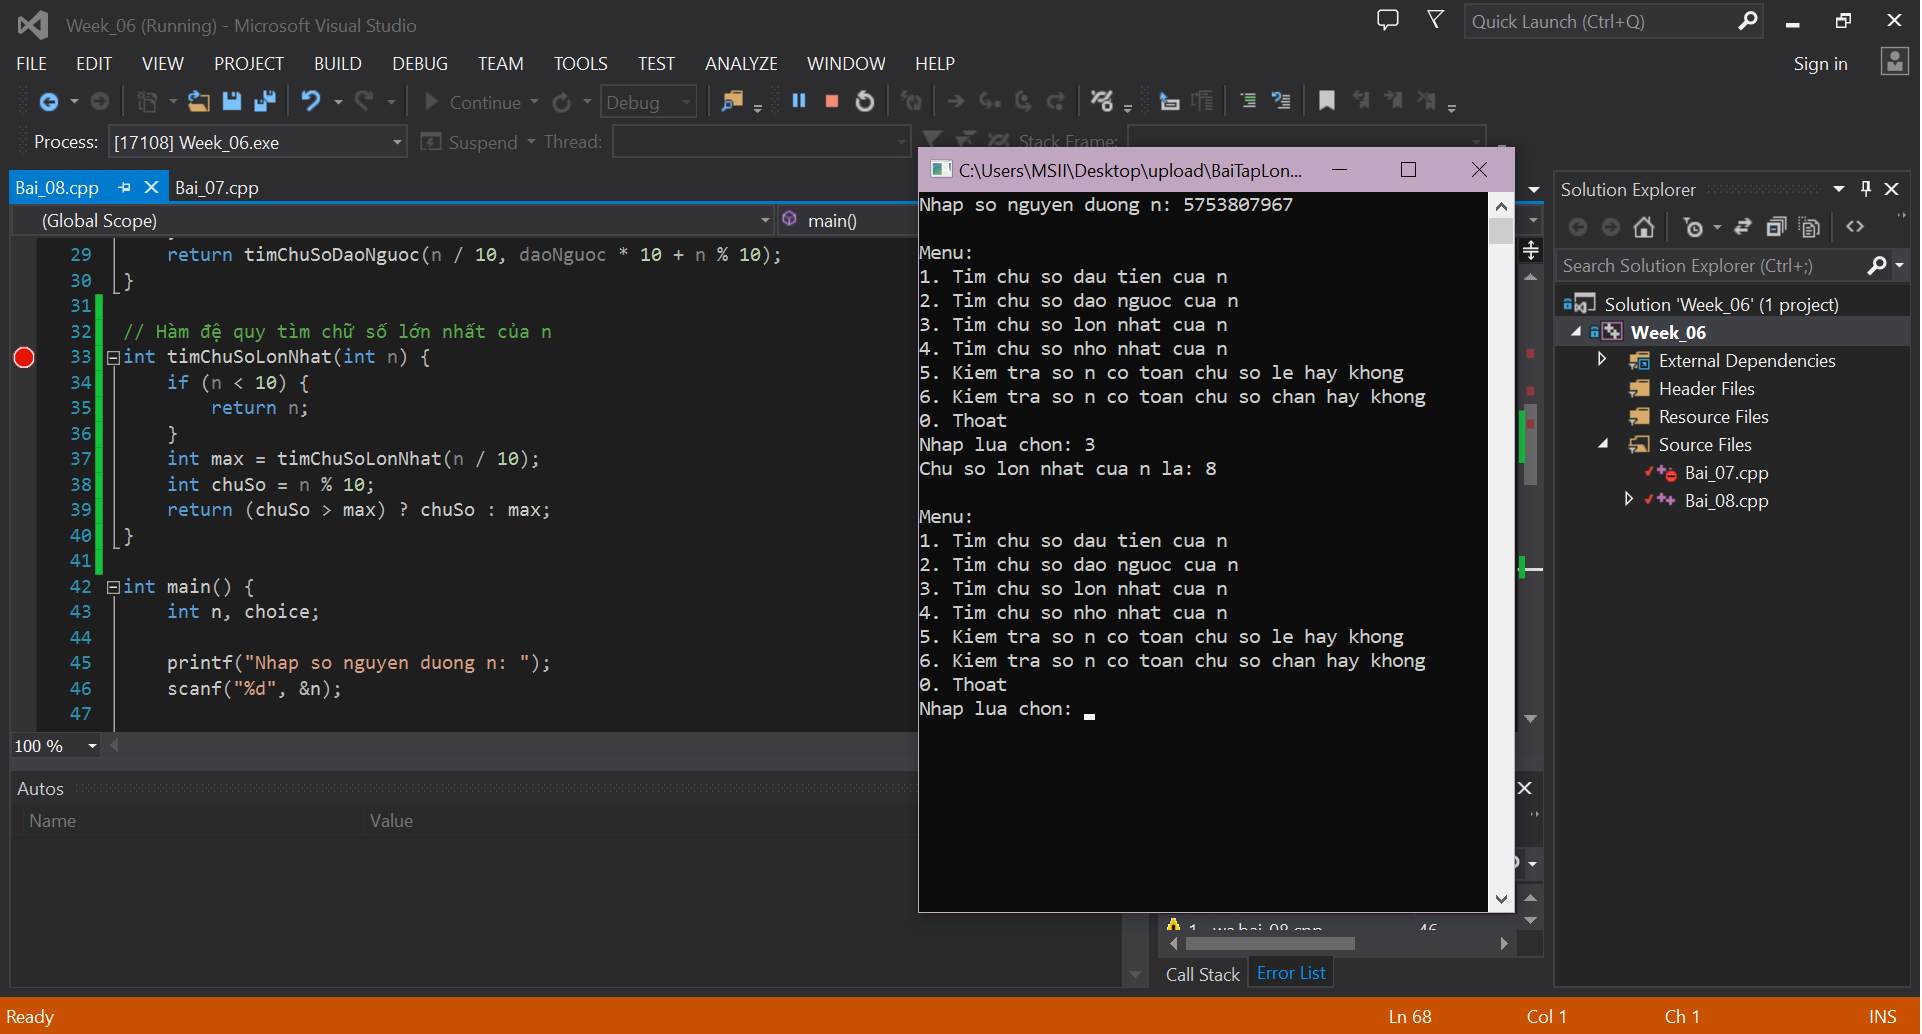 Week_06 (Running) - Microsoft Visual Studio
Quick Launch (Ctrl+Q)
FILE EDIT VIEW PROJECT BUILD DEBUG TEAM TOOLS TEST ANALYZE WINDOW HELP
Sign in
Continue
Debug
Process: [17108] Week_06.exe
Suspend Thread:
Stack Frame:
Bai_08.cpp
Bai_07.cpp
(Global Scope)
main()
29 return timChuSoDaoNguoc(n / 10, daoNguoc * 10 + n % 10);
30 }
31
32 // Hàm đệ quy tìm chữ số lớn nhất của n
33 int timChuSoLonNhat(int n) {
34 if (n < 10) {
35 return n;
36 }
37 int max = timChuSoLonNhat(n / 10);
38 int chuSo = n % 10;
39 return (chuSo > max) ? chuSo : max;
40 }
41
42 int main() {
43 int n, choice;
44
45 printf("Nhap so nguyen duong n: ");
46 scanf("%d", &n);
47
100 %
Autos
Name Value
C:\Users\MSII\Desktop\upload\BaiTapLon...
Nhap so nguyen duong n: 5753807967
Menu:
1. Tim chu so dau tien cua n
2. Tim chu so dao nguoc cua n
3. Tim chu so lon nhat cua n
4. Tim chu so nho nhat cua n
5. Kiem tra so n co toan chu so le hay khong
6. Kiem tra so n co toan chu so chan hay khong
0. Thoat
Nhap lua chon: 3
Chu so lon nhat cua n la: 8
Menu:
1. Tim chu so dau tien cua n
2. Tim chu so dao nguoc cua n
3. Tim chu so lon nhat cua n
4. Tim chu so nho nhat cua n
5. Kiem tra so n co toan chu so le hay khong
6. Kiem tra so n co toan chu so chan hay khong
0. Thoat
Nhap lua chon:
Call Stack
Error List
Solution Explorer
Search Solution Explorer (Ctrl+;)
Solution 'Week_06' (1 project)
Week_06
External Dependencies
Header Files
Resource Files
Source Files
Bai_07.cpp
Bai_08.cpp
Ready
Ln 68 Col 1 Ch 1 INS